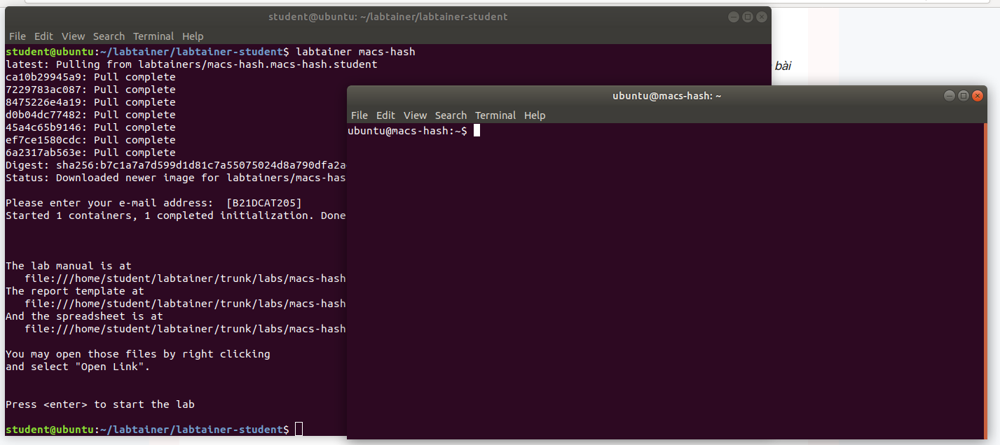 student@ubuntu: ~/labtainer/labtainer-student
File Edit View Search Terminal Help
student@ubuntu:~/labtainer/labtainer-student$ labtainer macs-hash
latest: Pulling from labtainers/macs-hash.macs-hash.student
ca10b29945a9: Pull complete
7229783ac087: Pull complete
8475226e4a19: Pull complete
d0b04dc77482: Pull complete
45a4c65b9146: Pull complete
ef7ce1580cdc: Pull complete
6a2317ab563e: Pull complete
Digest: sha256:b7c1a7a7d599d1d81c7a55075024d8a790dfa2a
Status: Downloaded newer image for labtainers/macs-has
Please enter your e-mail address:  [B21DCAT205]
Started 1 containers, 1 completed initialization. Done
The lab manual is at
file:///home/student/labtainer/trunk/labs/macs-hash
The report template at
file:///home/student/labtainer/trunk/labs/macs-hash
And the spreadsheet is at
file:///home/student/labtainer/trunk/labs/macs-hash
You may open those files by right clicking
and select "Open Link".
Press <enter> to start the lab
student@ubuntu:~/labtainer/labtainer-student$
bài
ubuntu@macs-hash: ~
File Edit View Search Terminal Help
ubuntu@macs-hash:~$